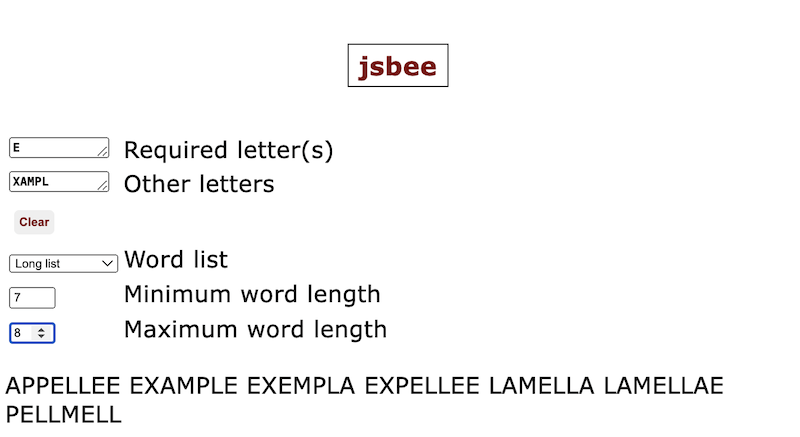 jsbee
E Required letter(s)
XAMPL Other letters
Clear
Long list Word list
7 Minimum word length
8 Maximum word length
APPELLEE EXAMPLE EXEMPLA EXPELLEE LAMELLA LAMELLAE
PELLMELL